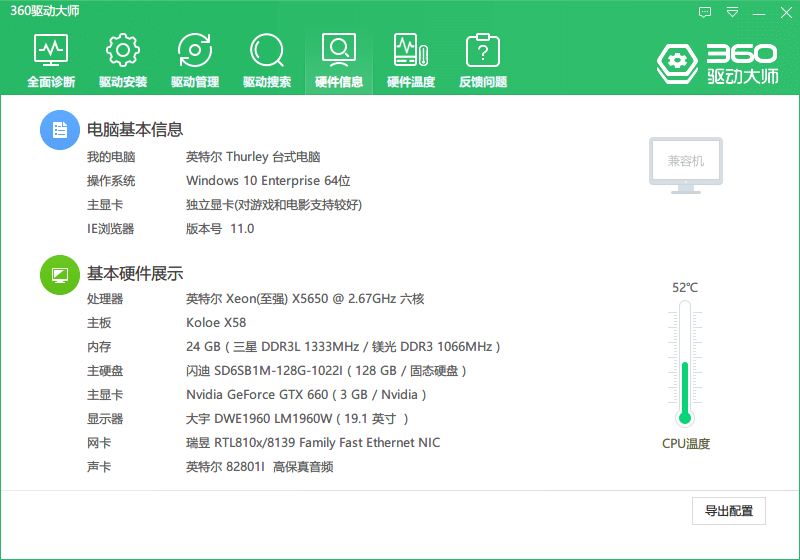 360驱动大师
全面诊断 驱动安装 驱动管理 驱动搜索 硬件信息 硬件温度 反馈问题
360
驱动大师
电脑基本信息
我的电脑 英特尔 Thurley 台式电脑
操作系统 Windows 10 Enterprise 64位
主显卡 独立显卡(对游戏和电影支持较好)
IE浏览器 版本号 11.0
兼容机
基本硬件展示
处理器 英特尔 Xeon(至强) X5650 @ 2.67GHz 六核
主板 Koloe X58
内存 24 GB ( 三星 DDR3L 1333MHz / 镁光 DDR3 1066MHz )
主硬盘 闪迪 SD6SB1M-128G-1022I ( 128 GB / 固态硬盘 )
主显卡 Nvidia GeForce GTX 660 ( 3 GB / Nvidia )
显示器 大宇 DWE1960 LM1960W ( 19.1 英寸 )
网卡 瑞昱 RTL810x/8139 Family Fast Ethernet NIC
声卡 英特尔 82801I 高保真音频
52℃
CPU温度
导出配置